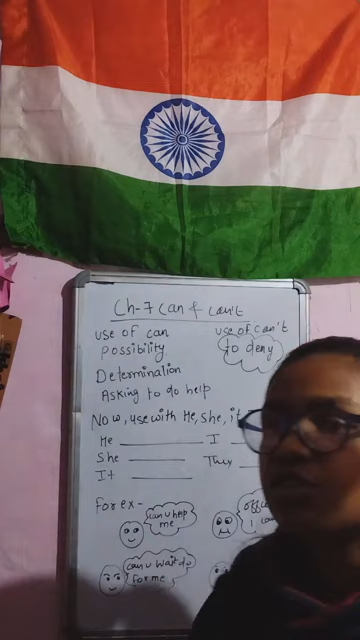 Ch-7 can & can't
use of can
possibility
Determination
Asking to do help
use of can't
to deny
Now, use with He, she, it
He
I
She
They
It
For ex-
can u help me
can u wait
for me